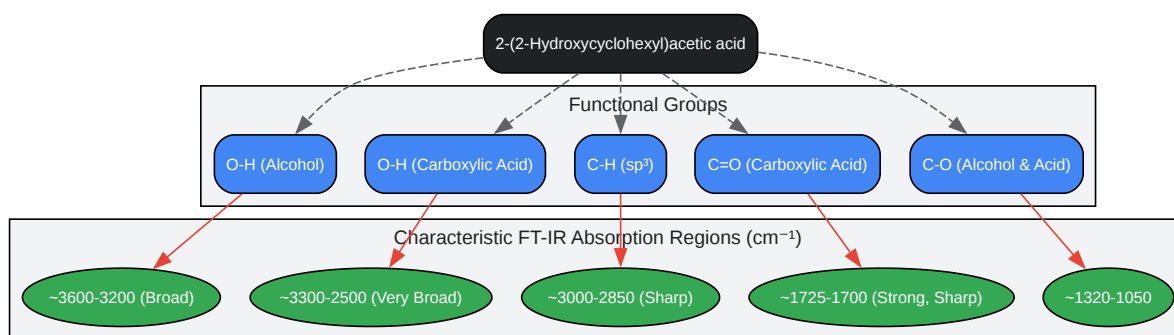 2-(2-Hydroxycyclohexyl)acetic acid
Functional Groups
O-H (Alcohol)
O-H (Carboxylic Acid)
C-H (sp³)
C=O (Carboxylic Acid)
C-O (Alcohol & Acid)
Characteristic FT-IR Absorption Regions (cm⁻¹)
~3600-3200 (Broad)
~3300-2500 (Very Broad)
~3000-2850 (Sharp)
~1725-1700 (Strong, Sharp)
~1320-1050